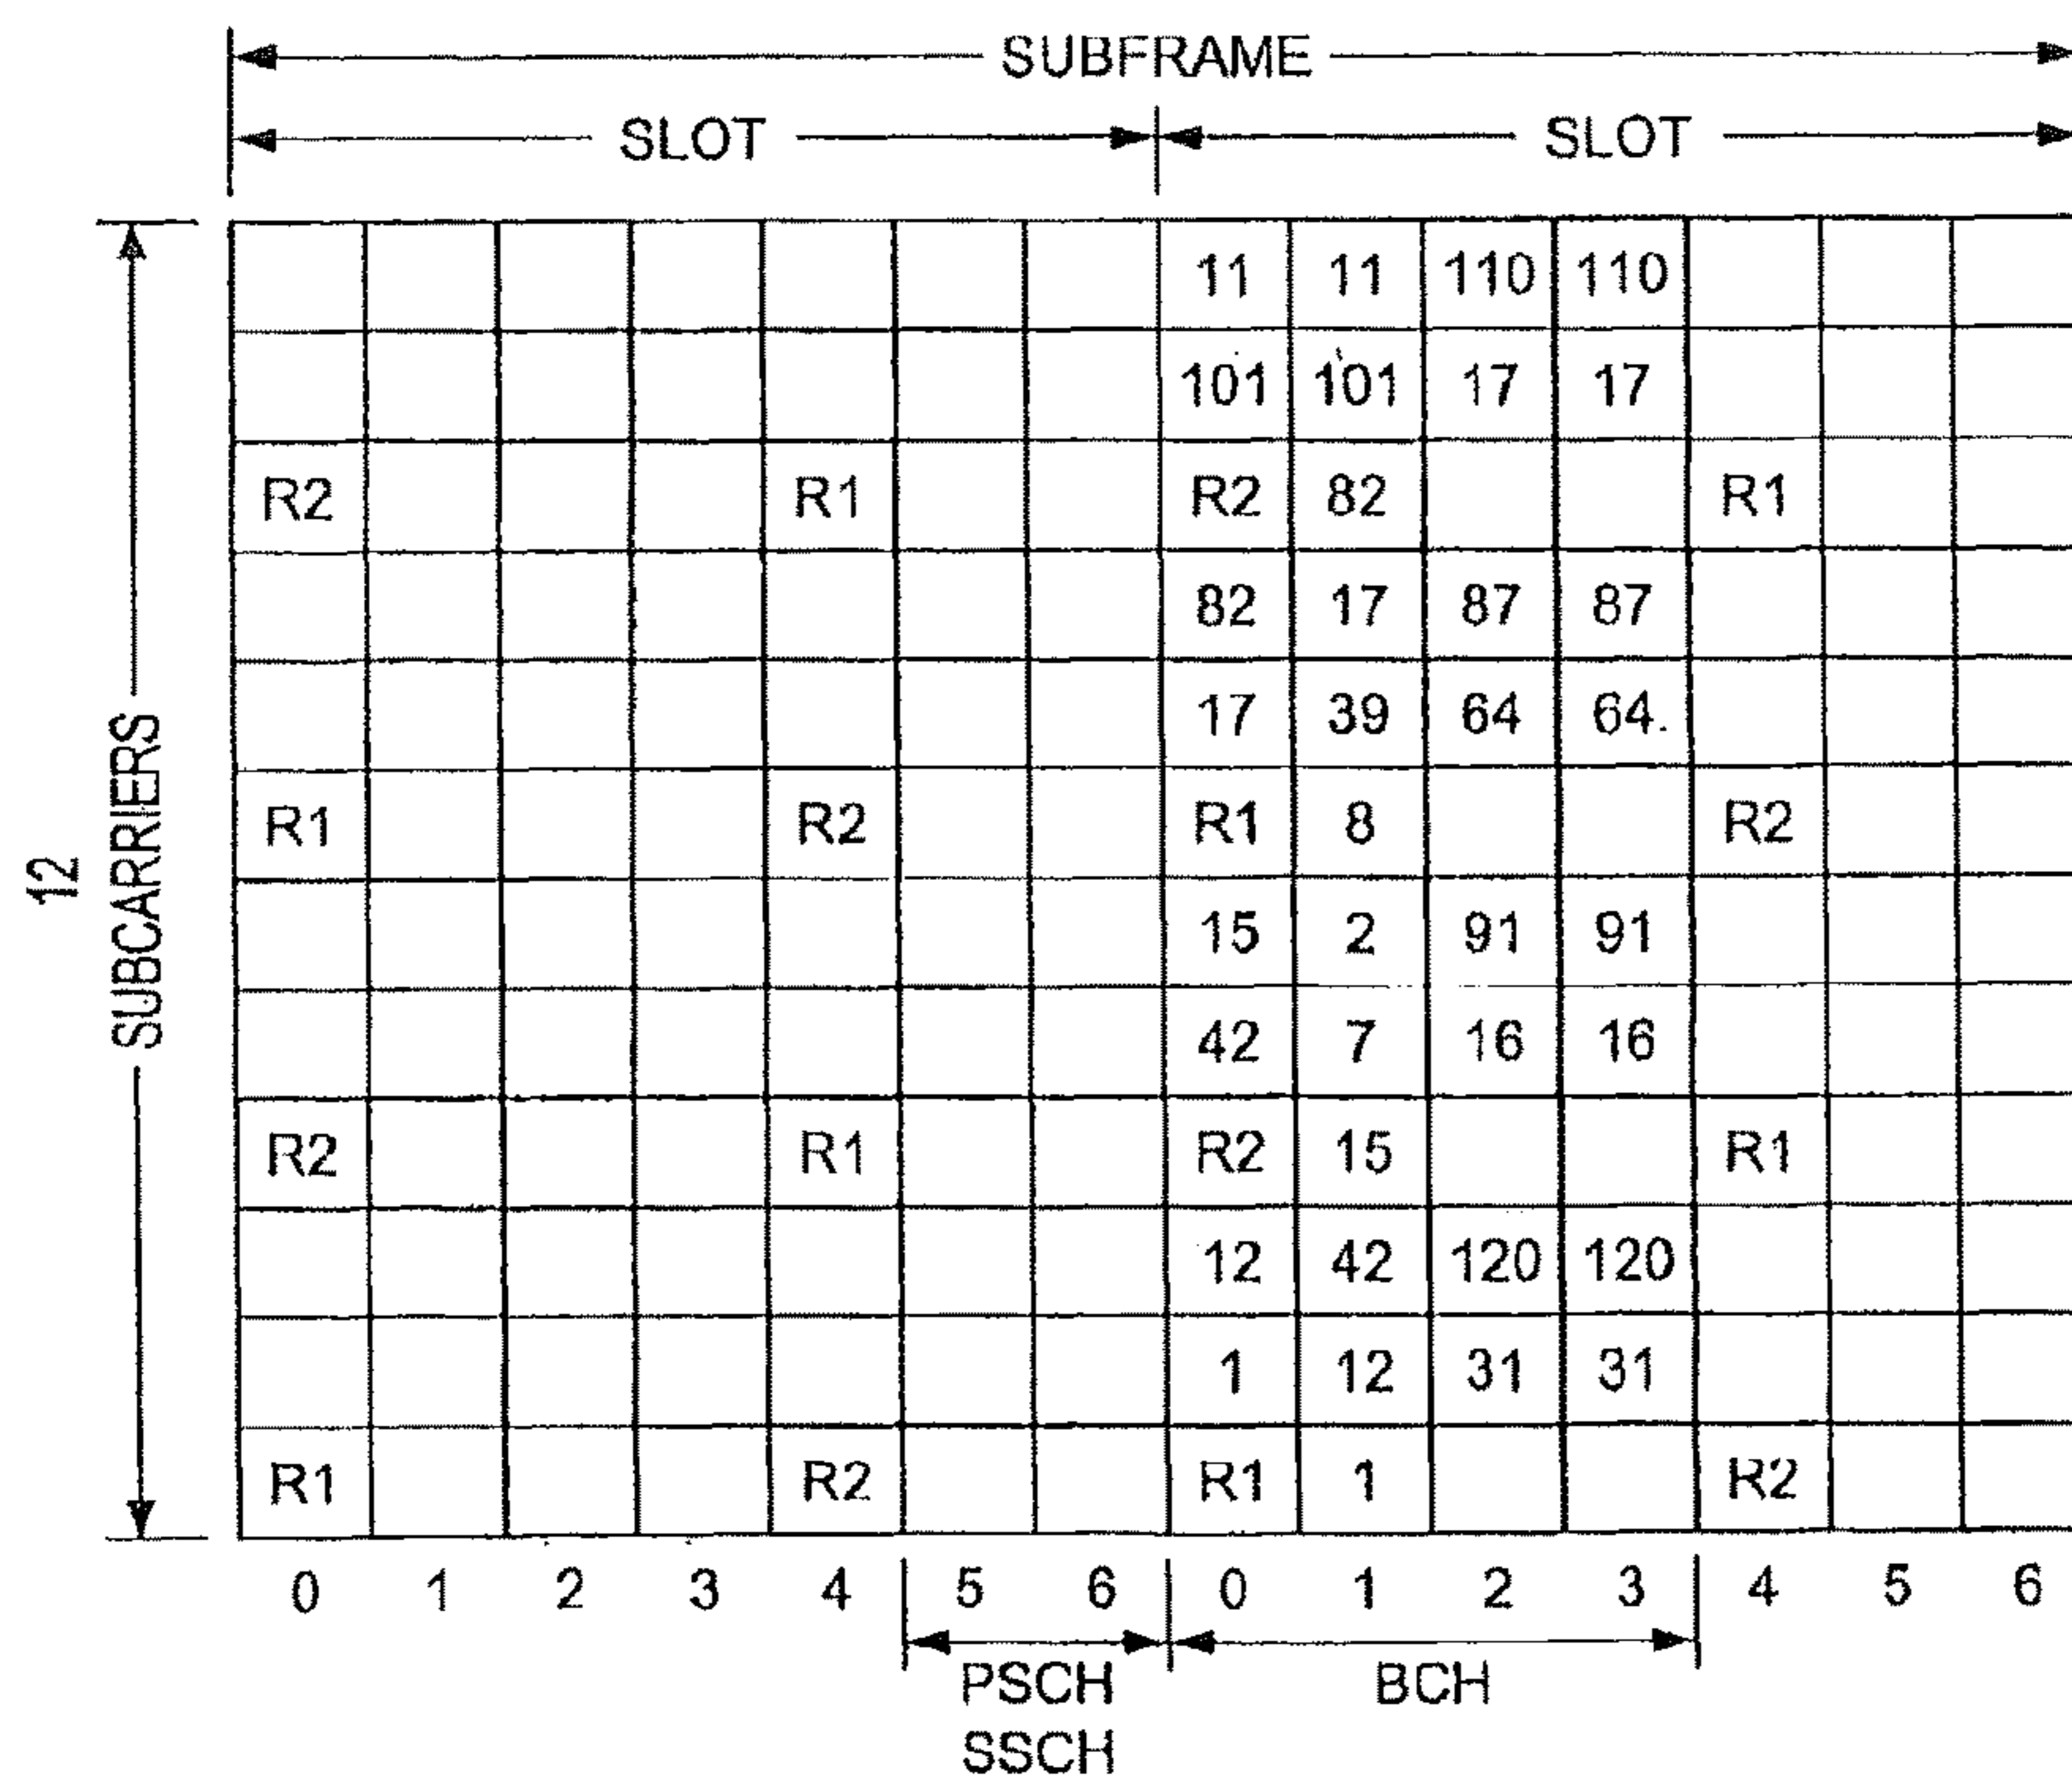 SUBFRAME
SLOT SLOT
11 11 110 110
101 101 17 17
R2 R1 R2 82 R1
82 17 87 87
17 39 64 64.
R1 R2 R1 8 R2
15 2 91 91
42 7 16 16
R2 R1 R2 15 R1
12 42 120 120
1 12 31 31
R1 R2 R1 1 R2
12
SUBCARRIERS
0 1 2 3 4 5 6 0 1 2 3 4 5 6
PSCH BCH
SSCH